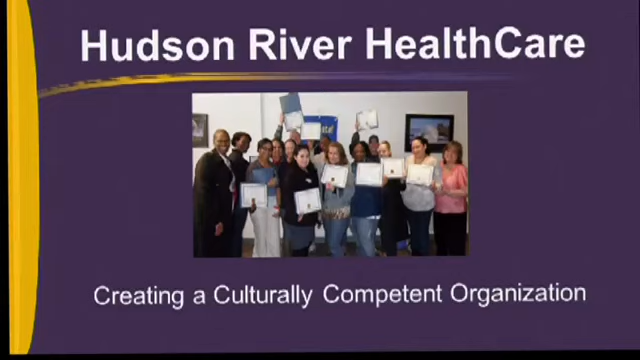 Hudson River HealthCare
Creating a Culturally Competent Organization